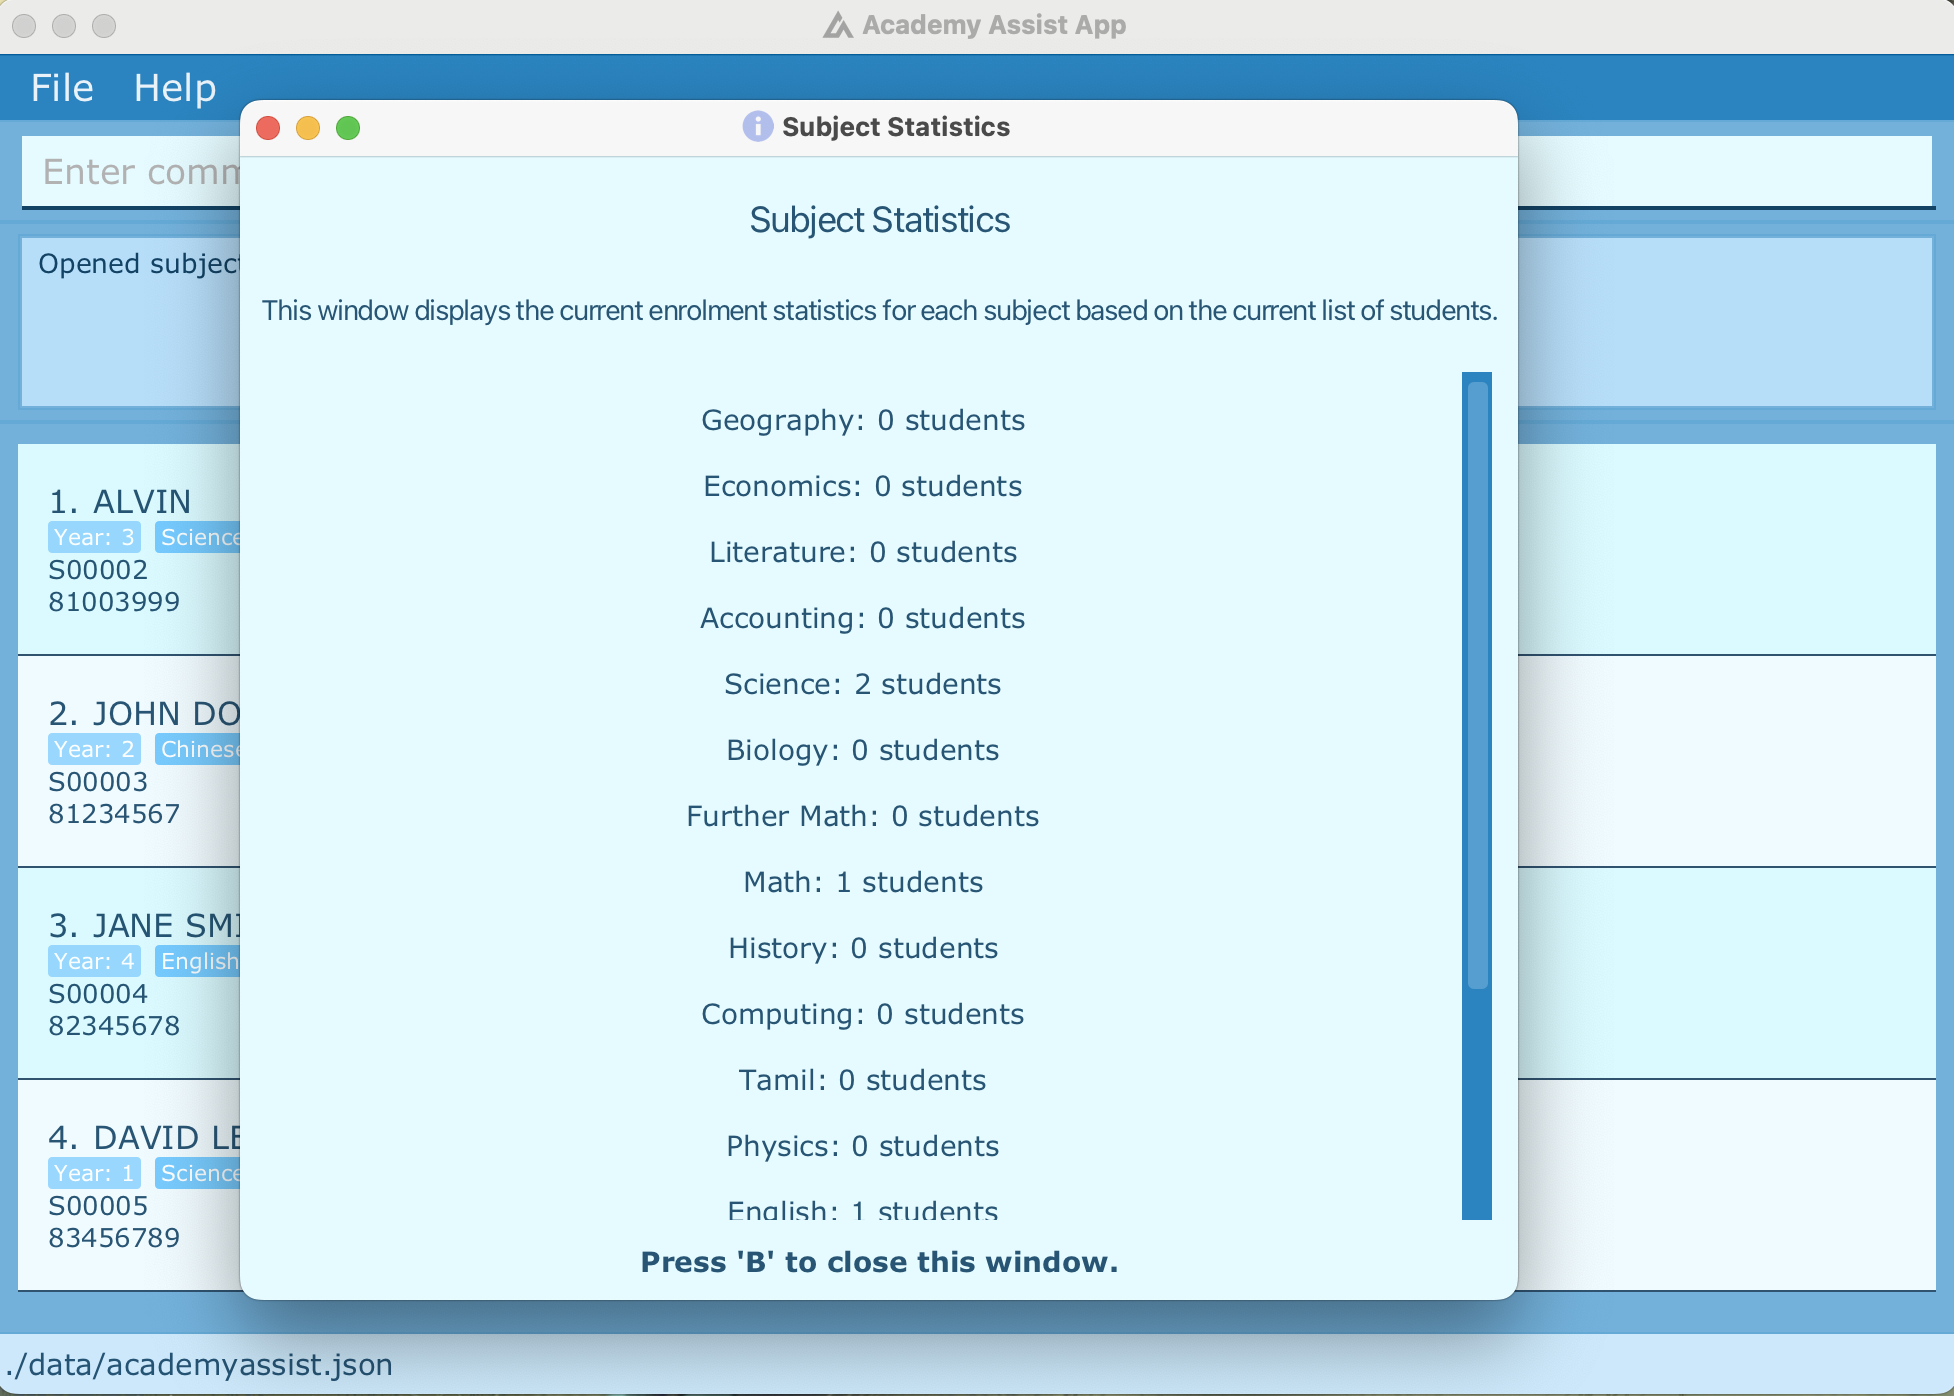 Academy Assist App
File Help
Subject Statistics
Enter
Subject Statistics
Opened
This window displays the current enrolment statistics for each subject based on the current list of students.
Geography: 0 students
Economics: 0 students
Literature: 0 students
Accounting: 0 students
Science: 2 students
Biology: 0 students
Further Math: 0 students
Math: 1 students
History: 0 students
Computing: 0 students
Tamil: 0 students
Physics: 0 students
English: 1 students
Press 'B' to close this window.
1. ALVIN
Year: 3 Science
S00002
81003999
2. JOHN
Year: 2 Chinese
S00003
81234567
3. JANE
Year: 4 English
S00004
82345678
4. DAVID
Year: 1 Science
S00005
83456789
./data/academyassist.json